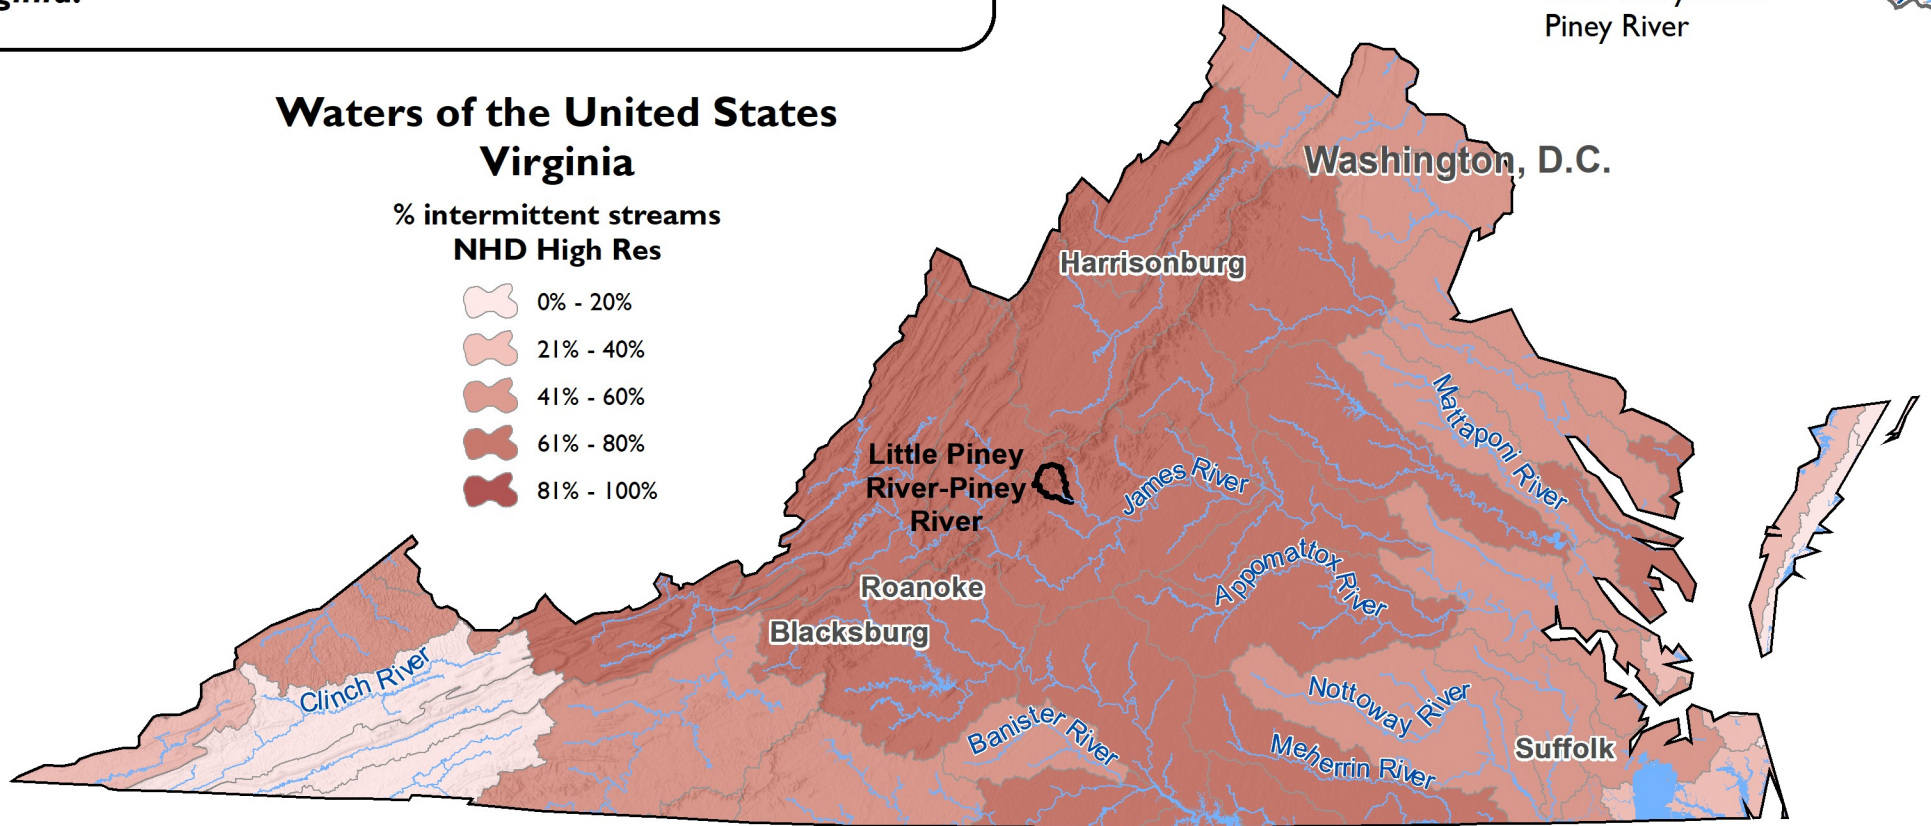 Piney River
Waters of the United States
Virginia
% intermittent streams
NHD High Res
0% - 20%
21% - 40%
41% - 60%
61% - 80%
81% - 100%
Washington, D.C.
Harrisonburg
Mattaponi River
Little Piney
River-Piney
River
James River
Appomattox River
Roanoke
Blacksburg
Clinch River
Nottoway River
Banister River
Meherrin River
Suffolk